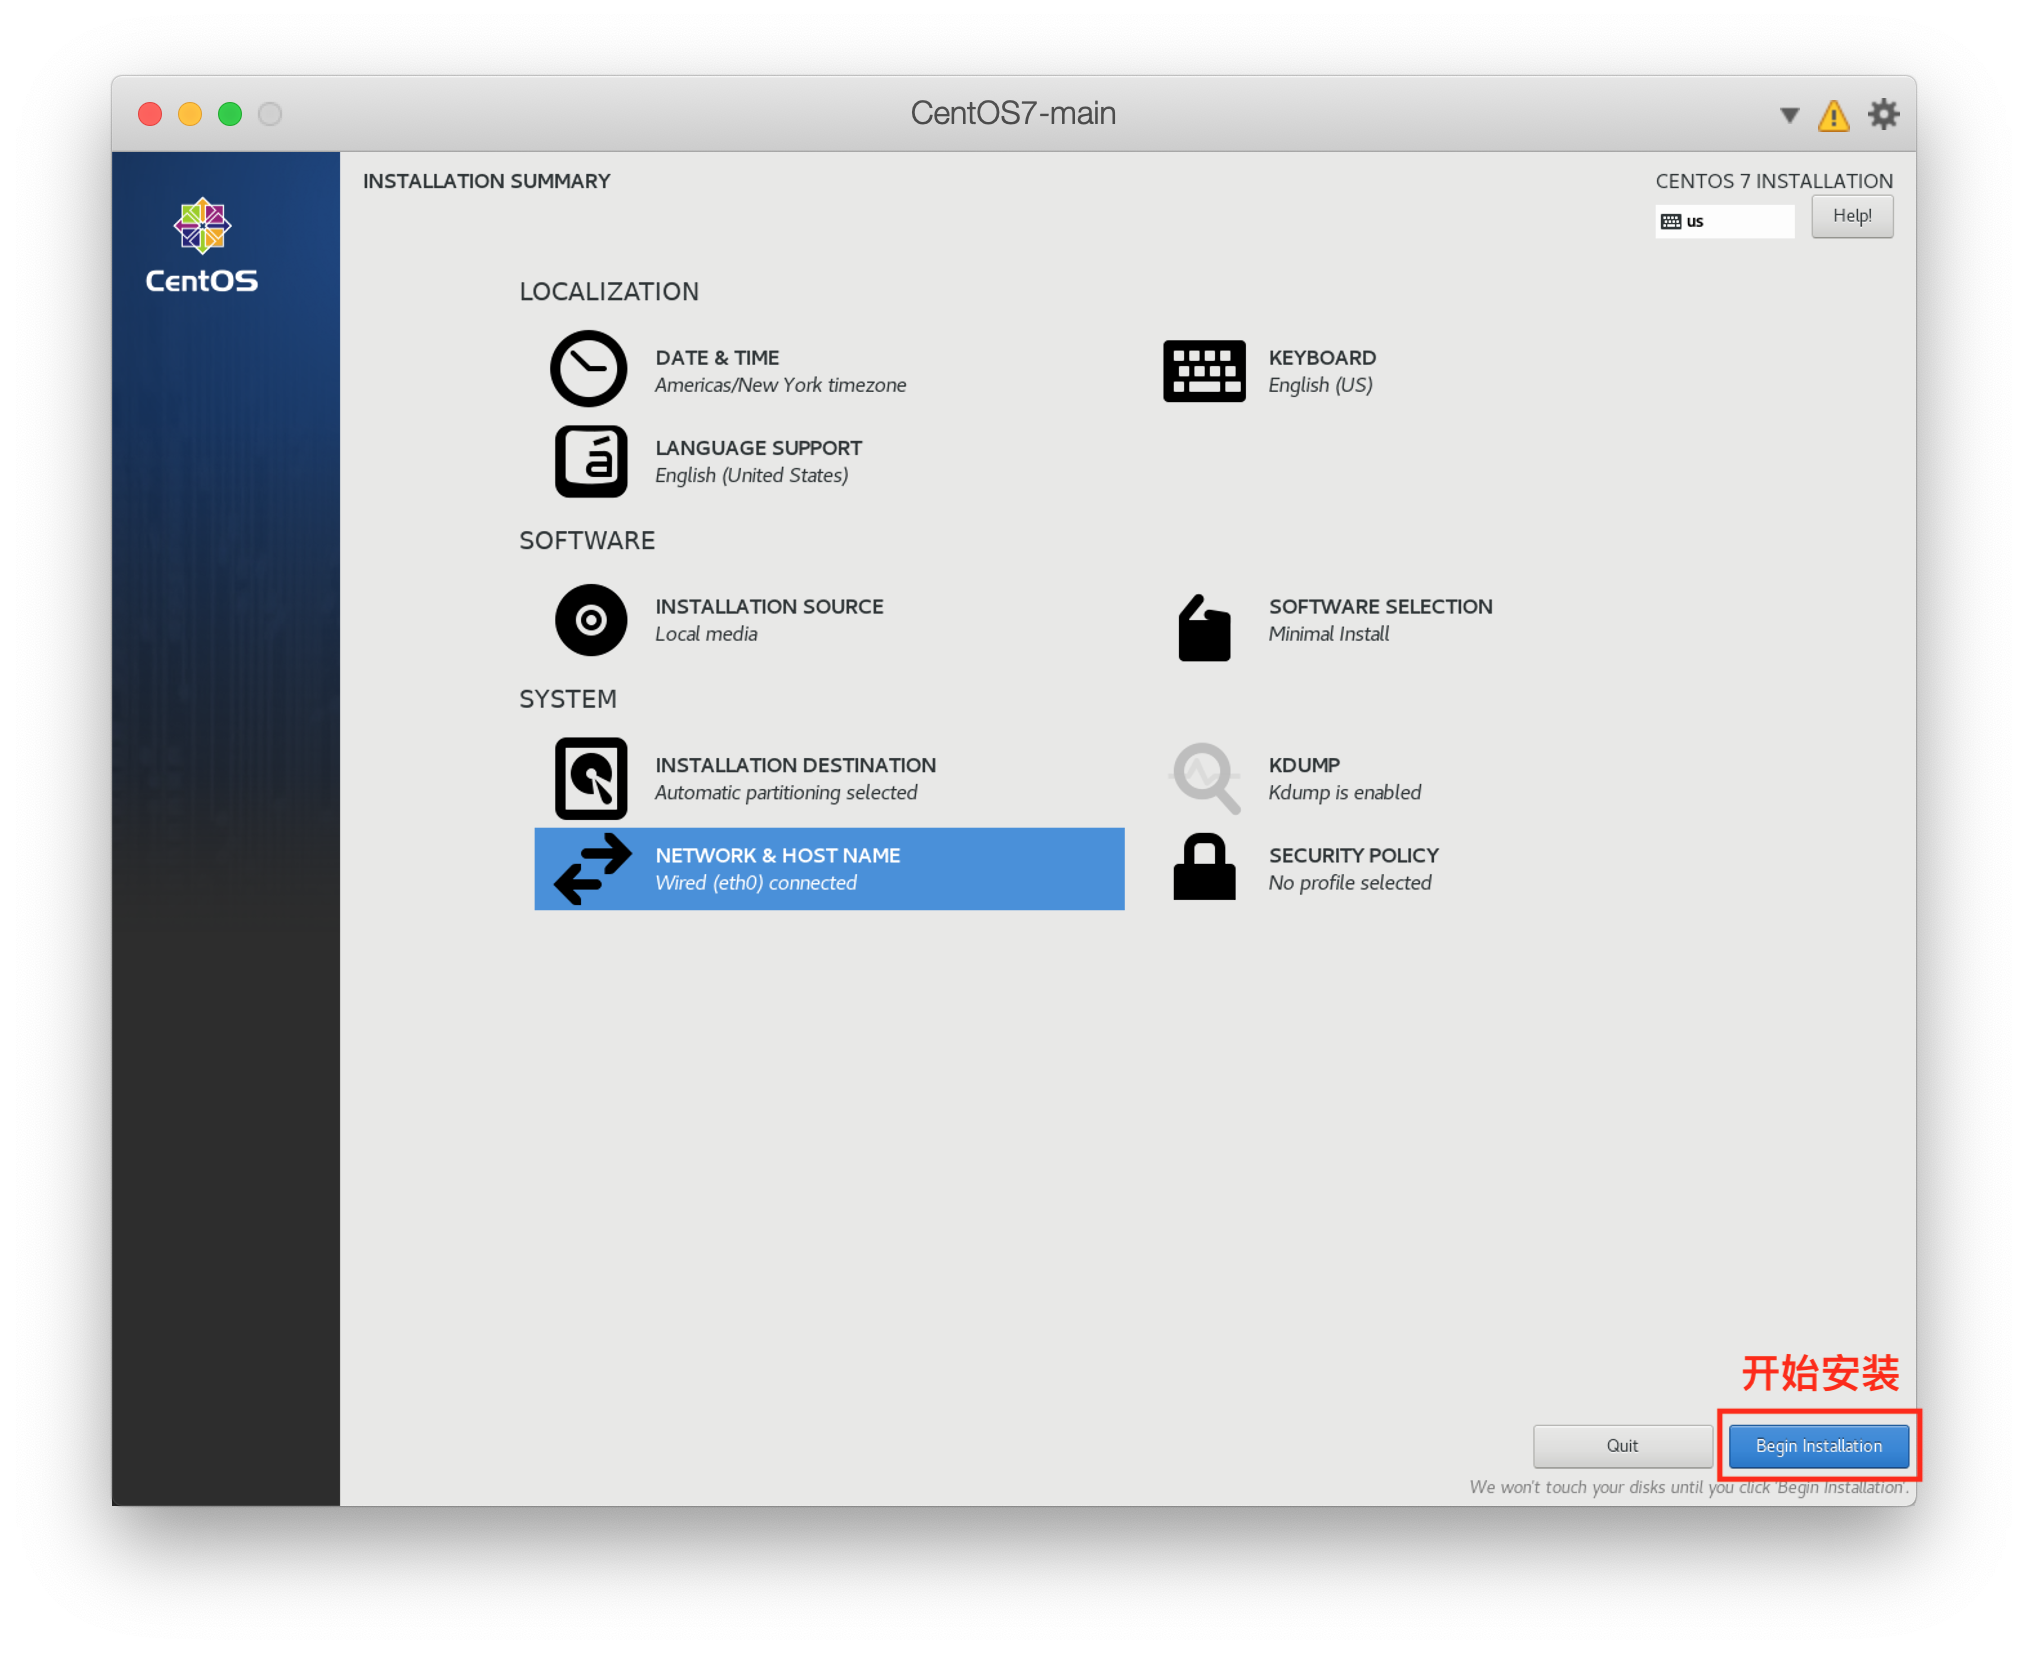 CentOS7-main
INSTALLATION SUMMARY
CENTOS 7 INSTALLATION
us
Help!
CentOS
LOCALIZATION
DATE & TIME
Americas/New York timezone
KEYBOARD
English (US)
á
LANGUAGE SUPPORT
English (United States)
SOFTWARE
INSTALLATION SOURCE
Local media
SOFTWARE SELECTION
Minimal Install
SYSTEM
INSTALLATION DESTINATION
Automatic partitioning selected
KDUMP
Kdump is enabled
NETWORK & HOST NAME
Wired (eth0) connected
SECURITY POLICY
No profile selected
开始安装
Quit
Begin Installation
We won't touch your disks until you click 'Begin Installation'.